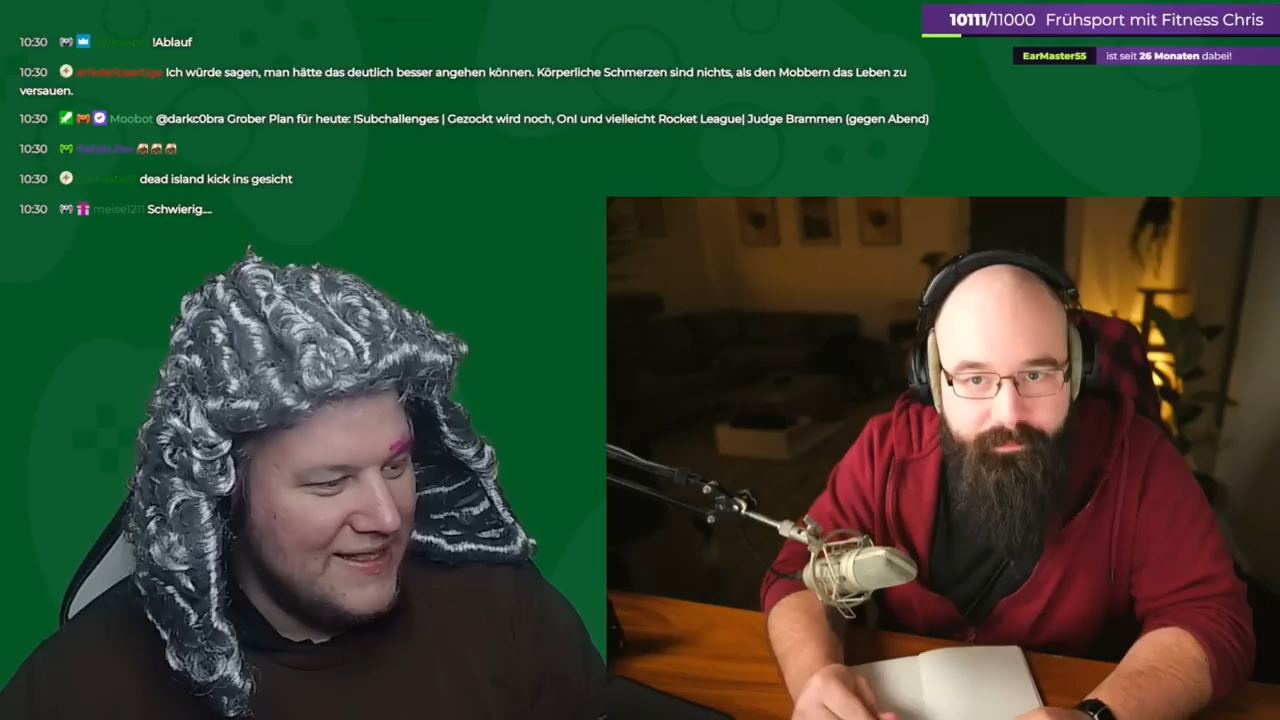 10111/11000 Frühsport mit Fitness Chris
EarMaster55 ist seit 26 Monaten dabei!
10:30 !Ablauf
10:30 Ich würde sagen, man hätte das deutlich besser angehen können. Körperliche Schmerzen sind nichts, als den Mobbern das Leben zu
versauen.
10:30 Moobot @darkc0bra Grober Plan für heute: !Subchallenges | Gezockt wird noch, Onl und vielleicht Rocket League| Judge Brammen (gegen Abend)
10:30
10:30 dead island kick ins gesicht
10:30 meise1211 Schwierig....